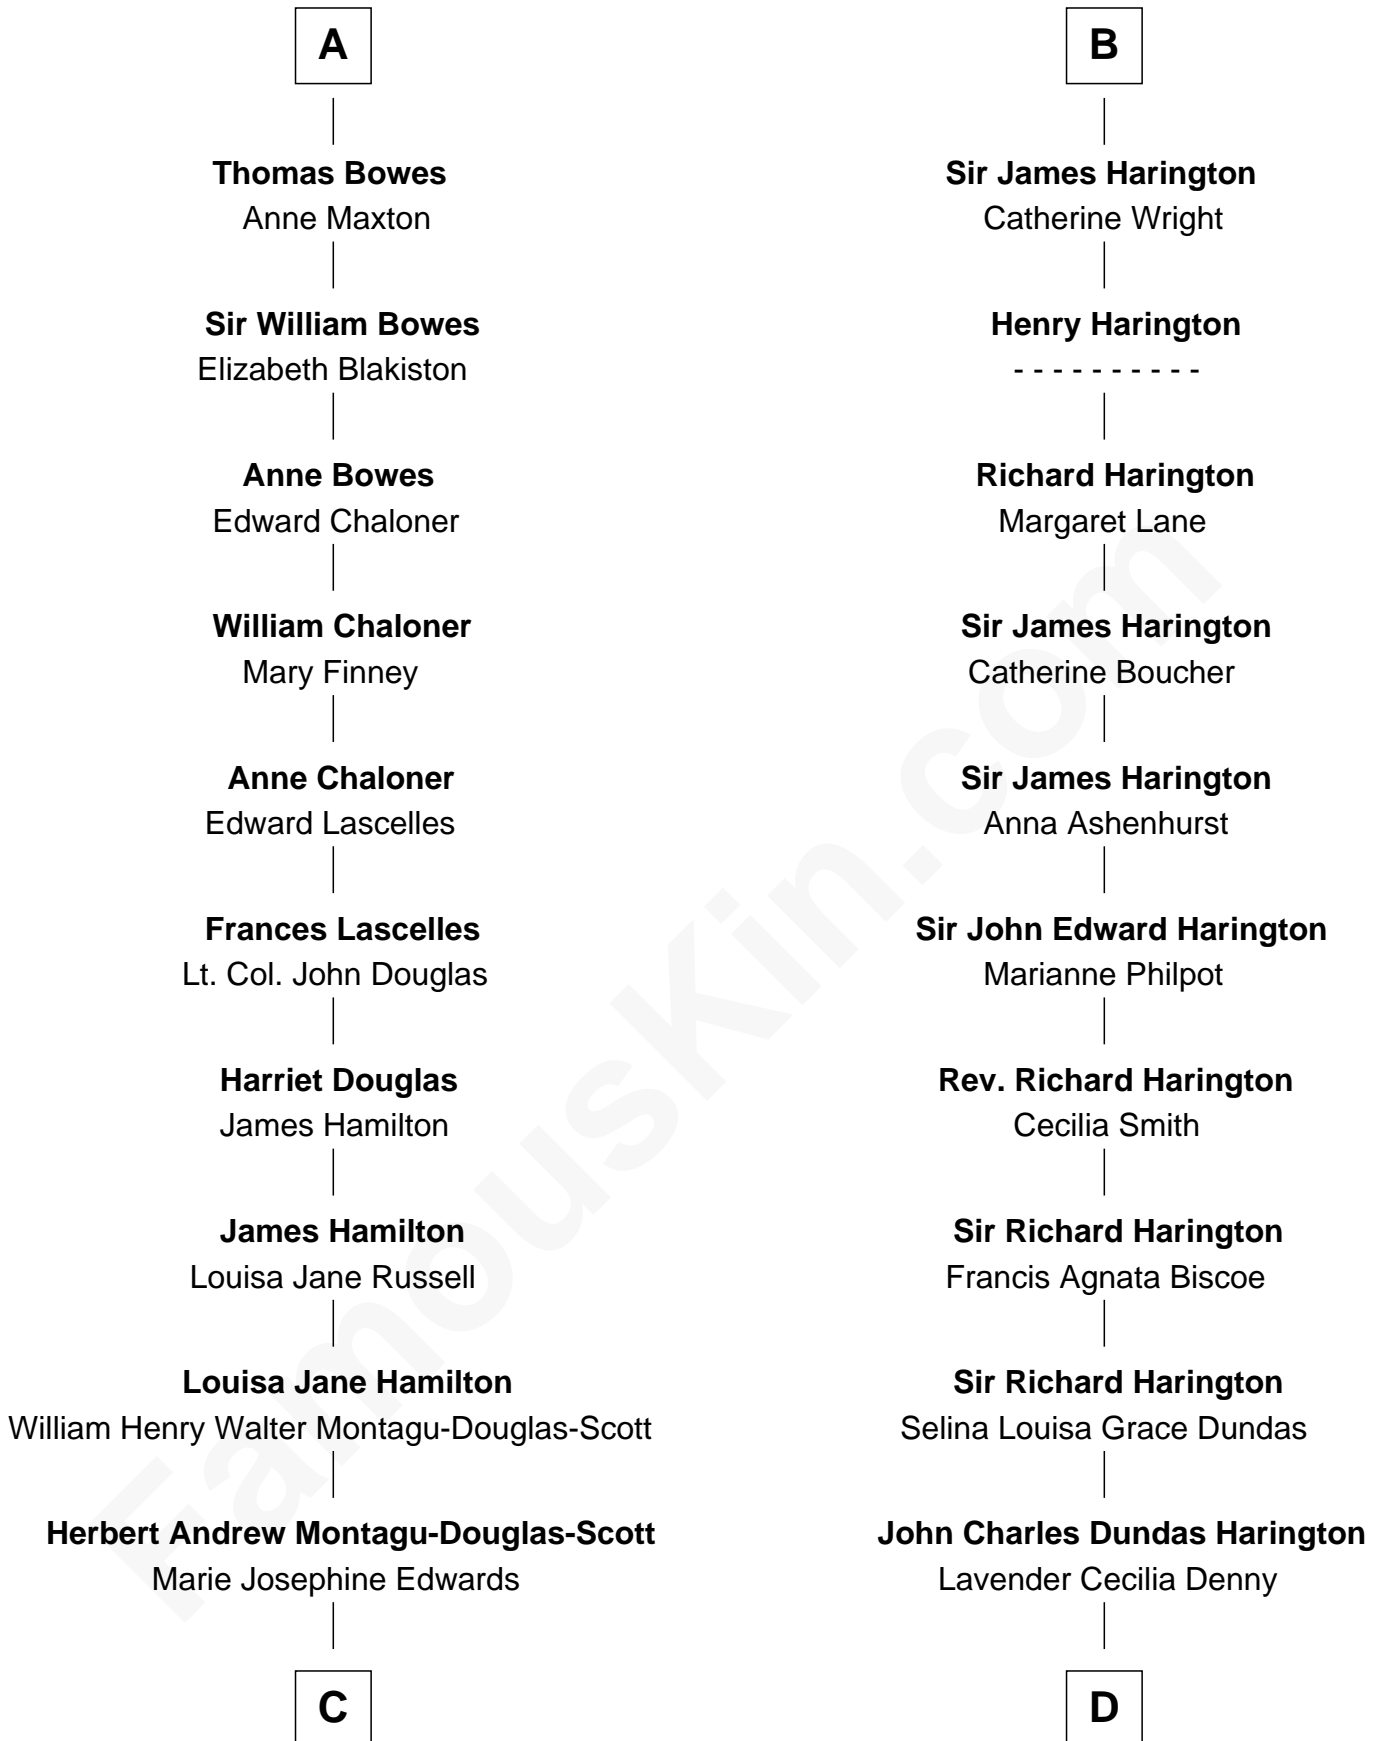 A
Thomas Bowes
Anne Maxton
Sir William Bowes
Elizabeth Blakiston
Anne Bowes
Edward Chaloner
William Chaloner
Mary Finney
Anne Chaloner
Edward Lascelles
Frances Lascelles
Lt. Col. John Douglas
Harriet Douglas
James Hamilton
James Hamilton
Louisa Jane Russell
Louisa Jane Hamilton
William Henry Walter Montagu-Douglas-Scott
Herbert Andrew Montagu-Douglas-Scott
Marie Josephine Edwards
C
B
Sir James Harington
Catherine Wright
Henry Harington
- - - - - - - - - -
Richard Harington
Margaret Lane
Sir James Harington
Catherine Boucher
Sir James Harington
Anna Ashenhurst
Sir John Edward Harington
Marianne Philpot
Rev. Richard Harington
Cecilia Smith
Sir Richard Harington
Francis Agnata Biscoe
Sir Richard Harington
Selina Louisa Grace Dundas
John Charles Dundas Harington
Lavender Cecilia Denny
D
FamousKin.com